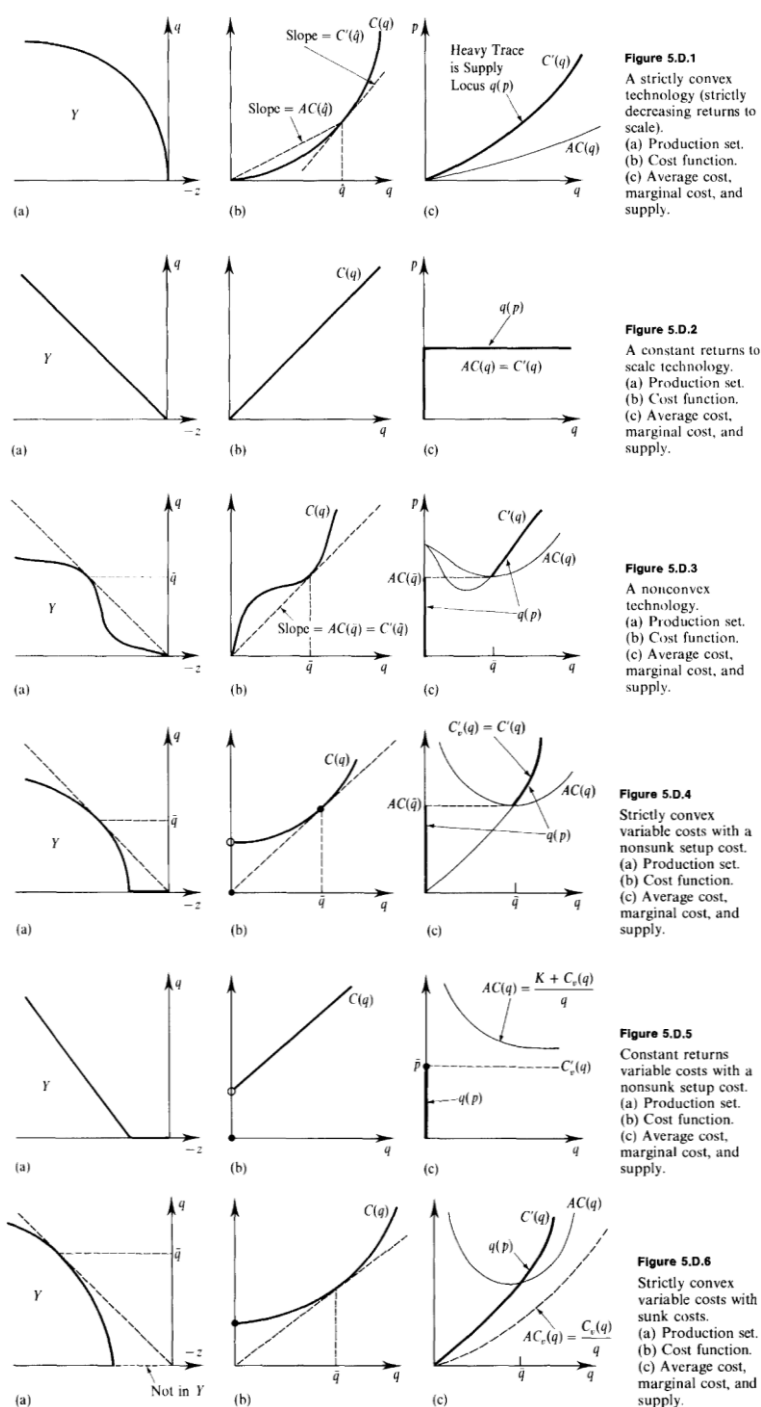 q
Y
−z
(a)
Slope = C′(q̂)
C(q)
Slope = AC(q̂)
q̂
q
(b)
p
Heavy Trace
is Supply
Locus q(p)
C′(q)
AC(q)
q
(c)
Figure 5.D.1
A strictly convex
technology (strictly
decreasing returns to
scale).
(a) Production set.
(b) Cost function.
(c) Average cost,
marginal cost, and
supply.
q
Y
−z
(a)
C(q)
q
(b)
p
q(p)
AC(q) = C′(q)
q
(c)
Figure 5.D.2
A constant returns to
scale technology.
(a) Production set.
(b) Cost function.
(c) Average cost,
marginal cost, and
supply.
q
q̄
Y
−z
(a)
C(q)
Slope = AC(q̄) = C′(q̄)
q̄
q
(b)
p
C′(q)
AC(q)
AC(q̄)
q(p)
q̄
q
(c)
Figure 5.D.3
A nonconvex
technology.
(a) Production set.
(b) Cost function.
(c) Average cost,
marginal cost, and
supply.
q
q̄
Y
−z
(a)
C(q)
q̄
q
(b)
p
C′v(q) = C′(q)
AC(q)
AC(q̄)
q(p)
q̄
q
(c)
Figure 5.D.4
Strictly convex
variable costs with a
nonsunk setup cost.
(a) Production set.
(b) Cost function.
(c) Average cost,
marginal cost, and
supply.
q
Y
−z
(a)
C(q)
q
(b)
p
AC(q) = K + Cv(q) / q
p̄
C′v(q)
q(p)
q
(c)
Figure 5.D.5
Constant returns
variable costs with a
nonsunk setup cost.
(a) Production set.
(b) Cost function.
(c) Average cost,
marginal cost, and
supply.
q
q̄
Y
−z
Not in Y
(a)
C(q)
q̄
q
(b)
p
C′(q)
AC(q)
q(p)
ACv(q) = Cv(q) / q
q̄
q
(c)
Figure 5.D.6
Strictly convex
variable costs with
sunk costs.
(a) Production set.
(b) Cost function.
(c) Average cost,
marginal cost, and
supply.